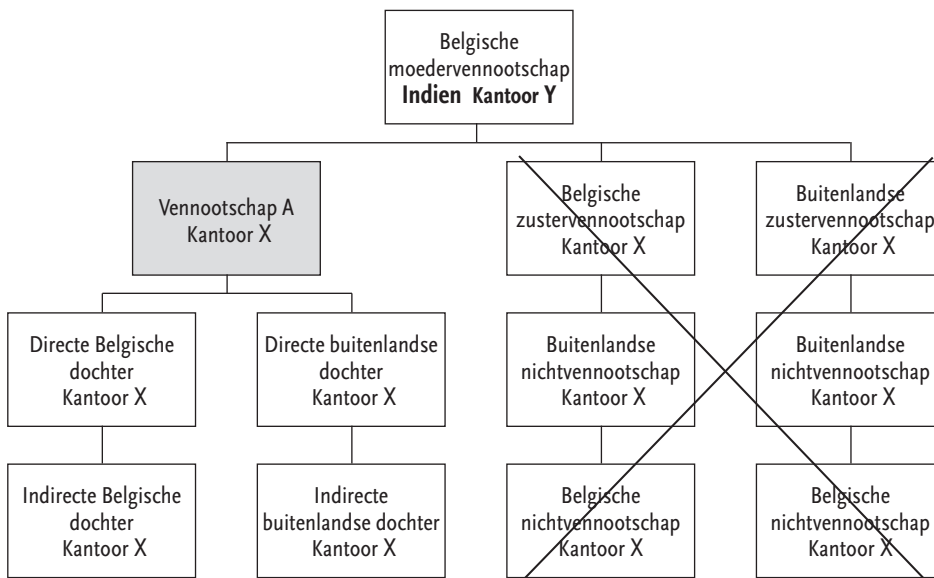 Belgische
moedervennootschap
Indien Kantoor Y
Vennootschap A
Kantoor X
Belgische
zustervennootschap
Kantoor X
Buitenlandse
zustervennootschap
Kantoor X
Directe Belgische
dochter
Kantoor X
Directe buitenlandse
dochter
Kantoor X
Buitenlandse
nichtvennootschap
Kantoor X
Buitenlandse
nichtvennootschap
Kantoor X
Indirecte Belgische
dochter
Kantoor X
Indirecte
buitenlandse dochter
Kantoor X
Belgische
nichtvennootschap
Kantoor X
Belgische
nichtvennootschap
Kantoor X